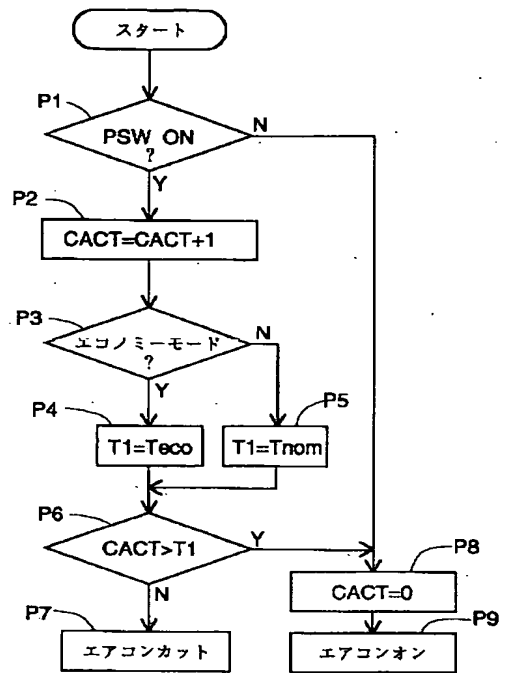 スタート
P1
PSW ON
?
N
Y
P2
CACT=CACT+1
P3
エコノミーモード
?
N
Y
P4
T1=Teco
P5
T1=Tnom
P6
CACT>T1
Y
N
P8
CACT=0
P7
エアコンカット
P9
エアコンオン